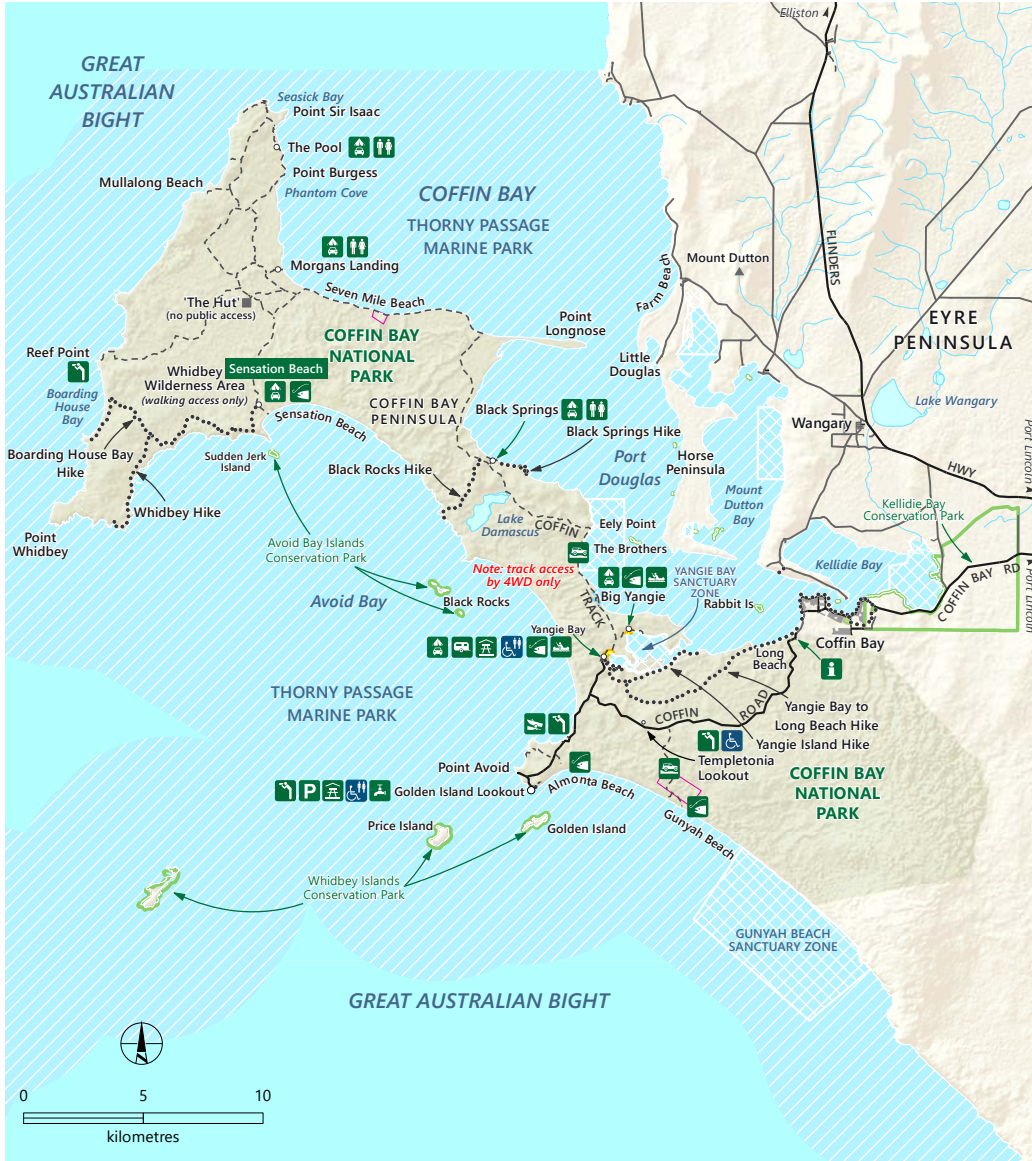 Elliston
GREAT
AUSTRALIAN
BIGHT
Seasick Bay
Point Sir Isaac
The Pool
Point Burgess
Mullalong Beach
Phantom Cove
COFFIN BAY
THORNY PASSAGE
MARINE PARK
FLINDERS
Mount Dutton
Morgans Landing
Farm Beach
Seven Mile Beach
'The Hut'
(no public access)
Point
Longnose
EYRE
PENINSULA
COFFIN BAY
NATIONAL
PARK
Reef Point
Little
Douglas
Whidbey
Wilderness Area
(walking access only)
Sensation Beach
Boarding
House
Bay
Lake Wangary
COFFIN BAY
PENINSULA
Black Springs
Sensation Beach
Wangary
Black Springs Hike
Port Lincoln
Boarding House Bay
Hike
Sudden Jerk
Island
Black Rocks Hike
Port
Douglas
Horse
Peninsula
HWY
Mount
Dutton
Bay
Kellidie Bay
Conservation Park
Whidbey Hike
Lake
Damascus
COFFIN
Eely Point
Point
Whidbey
Avoid Bay Islands
Conservation Park
The Brothers
Note: track access
by 4WD only
YANGIE BAY
SANCTUARY
ZONE
Kellidie Bay
COFFIN BAY RD
Port Lincoln
Avoid Bay
Black Rocks
TRACK
Big Yangie
Rabbit Is
Yangie Bay
Coffin Bay
Long
Beach
i
THORNY PASSAGE
MARINE PARK
Yangie Bay to
Long Beach Hike
COFFIN
ROAD
Yangie Island Hike
Templetonia
Lookout
Point Avoid
COFFIN BAY
NATIONAL
PARK
P
Golden Island Lookout
Almonta Beach
Price Island
Golden Island
Gunyah Beach
Whidbey Islands
Conservation Park
GUNYAH BEACH
SANCTUARY ZONE
GREAT AUSTRALIAN BIGHT
0 5 10
kilometres